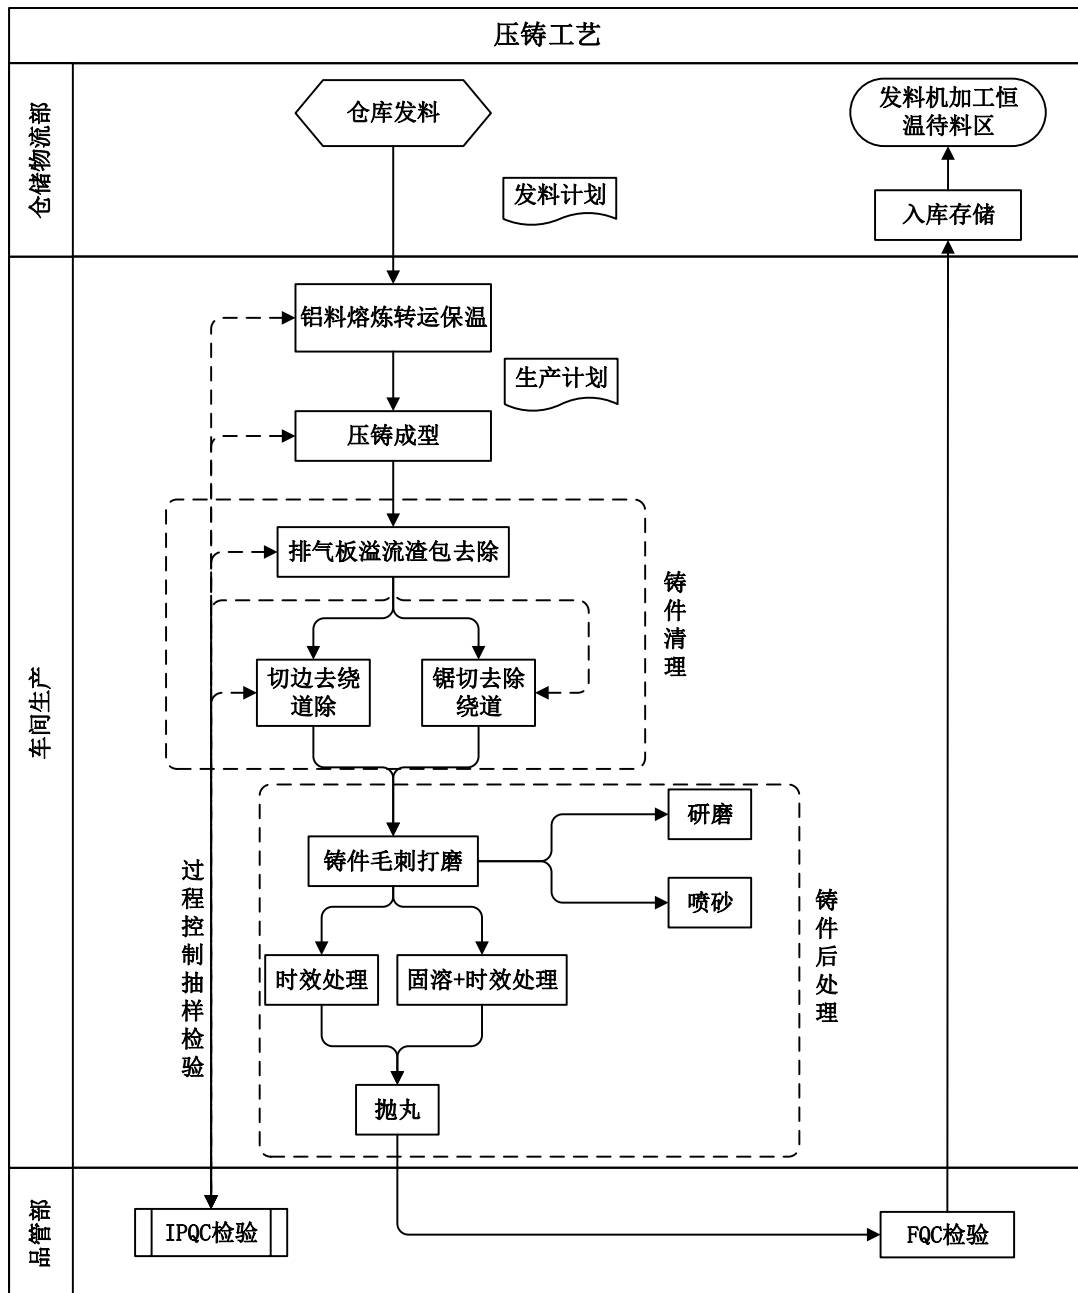 压铸工艺
仓储物流部
仓库发料
发料机加工恒
温待料区
发料计划
入库存储
车间生产
铝料熔炼转运保温
生产计划
压铸成型
排气板溢流渣包去除
铸件清理
切边去绕
道除
锯切去除
绕道
研磨
铸件毛刺打磨
喷砂
过程控制抽样检验
铸件后处理
时效处理
固溶+时效处理
抛丸
品管部
IPQC检验
FQC检验